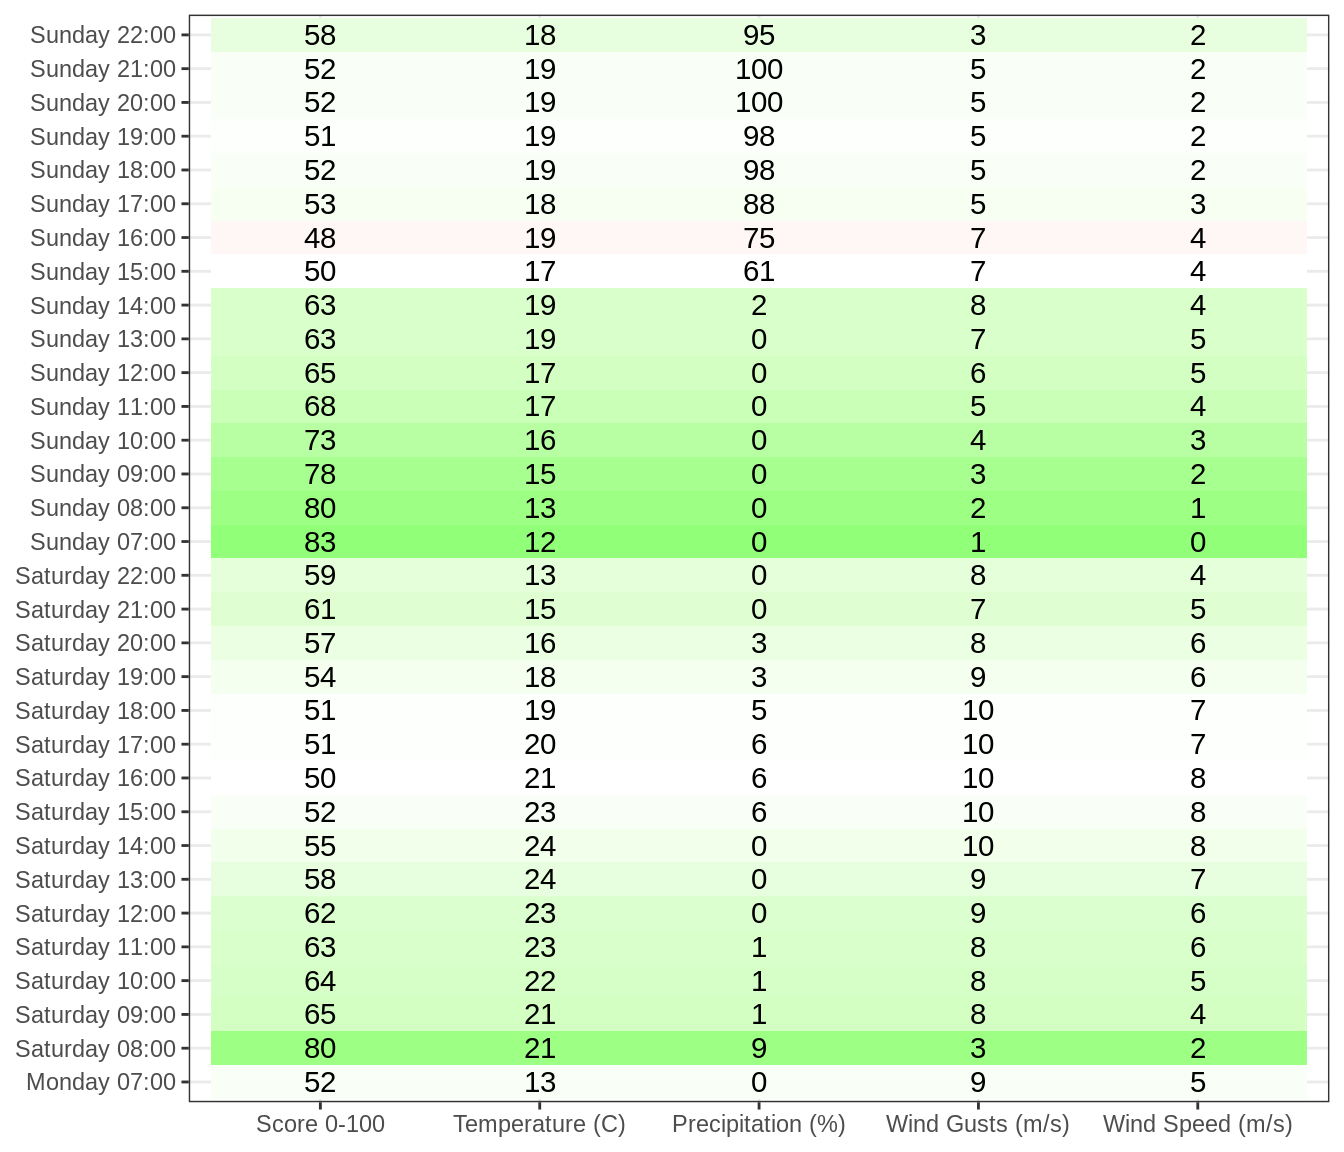 Sunday 22:00 58 18 95 3 2
Sunday 21:00 52 19 100 5 2
Sunday 20:00 52 19 100 5 2
Sunday 19:00 51 19 98 5 2
Sunday 18:00 52 19 98 5 2
Sunday 17:00 53 18 88 5 3
Sunday 16:00 48 19 75 7 4
Sunday 15:00 50 17 61 7 4
Sunday 14:00 63 19 2 8 4
Sunday 13:00 63 19 0 7 5
Sunday 12:00 65 17 0 6 5
Sunday 11:00 68 17 0 5 4
Sunday 10:00 73 16 0 4 3
Sunday 09:00 78 15 0 3 2
Sunday 08:00 80 13 0 2 1
Sunday 07:00 83 12 0 1 0
Saturday 22:00 59 13 0 8 4
Saturday 21:00 61 15 0 7 5
Saturday 20:00 57 16 3 8 6
Saturday 19:00 54 18 3 9 6
Saturday 18:00 51 19 5 10 7
Saturday 17:00 51 20 6 10 7
Saturday 16:00 50 21 6 10 8
Saturday 15:00 52 23 6 10 8
Saturday 14:00 55 24 0 10 8
Saturday 13:00 58 24 0 9 7
Saturday 12:00 62 23 0 9 6
Saturday 11:00 63 23 1 8 6
Saturday 10:00 64 22 1 8 5
Saturday 09:00 65 21 1 8 4
Saturday 08:00 80 21 9 3 2
Monday 07:00 52 13 0 9 5
Score 0-100 Temperature (C) Precipitation (%) Wind Gusts (m/s) Wind Speed (m/s)